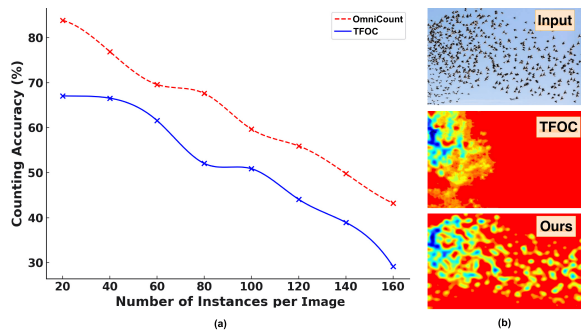 OmniCount
TFOC
Counting Accuracy (%)
80
70
60
50
40
30
20 40 60 80 100 120 140 160
Number of Instances per Image
(a)
Input
TFOC
Ours
(b)